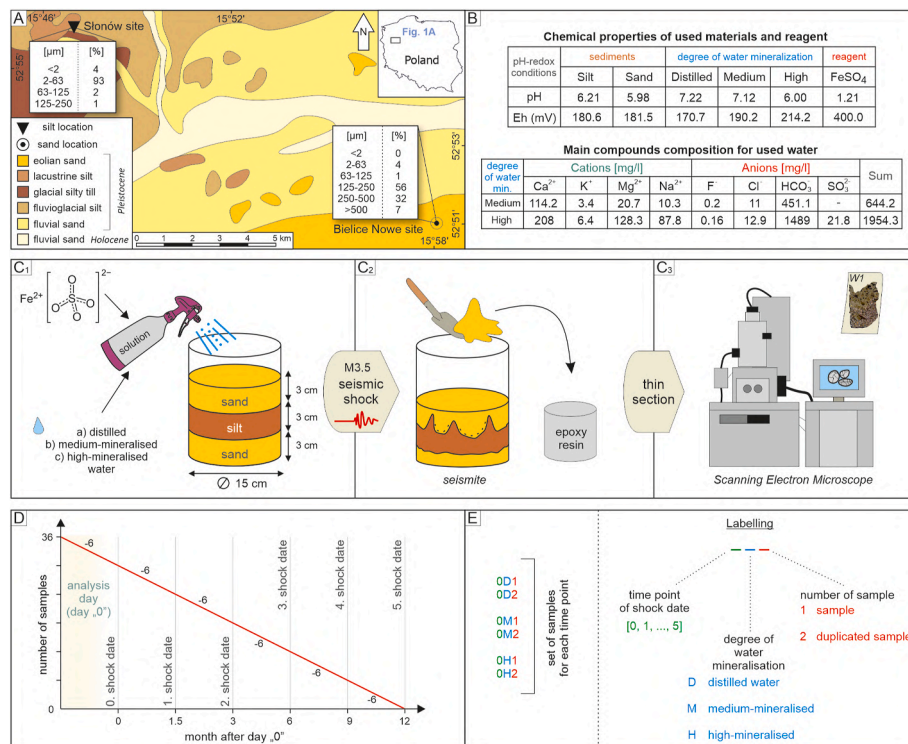 A
15°46'
15°52'
Słonów site
52°55'
N
Fig. 1A
Poland
[µm] [%]
<2 4
2-63 93
63-125 2
125-250 1
silt location
sand location
eolian sand
lacustrine silt
glacial silty till
fluvioglacial silt
fluvial sand
Pleistocene
fluvial sand Holocene
[µm] [%]
<2 0
2-63 4
63-125 1
125-250 56
250-500 32
>500 7
52°53'
52°51'
15°58'
Bielice Nowe site
0 1 2 3 4 5 km
B
Chemical properties of used materials and reagent
pH-redox conditions
sediments degree of water mineralization reagent
Silt Sand Distilled Medium High FeSO4
pH 6.21 5.98 7.22 7.12 6.00 1.21
Eh (mV) 180.6 181.5 170.7 190.2 214.2 400.0
Main compounds composition for used water
degree of water min.
Cations [mg/l] Anions [mg/l] Sum
Ca2+ K+ Mg2+ Na2+ F- Cl- HCO3- SO32-
Medium 114.2 3.4 20.7 10.3 0.2 11 451.1 - 644.2
High 208 6.4 128.3 87.8 0.16 12.9 1489 21.8 1954.3
C1
Fe2+
O O
S
O O
2−
solution
a) distilled
b) medium-mineralised
c) high-mineralised
water
sand
silt
sand
3 cm
3 cm
3 cm
Ø 15 cm
M3.5
seismic
shock
C2
seismite
epoxy
resin
thin
section
C3
W1
Scanning Electron Microscope
D
36
0
number of samples
analysis
day
(day „0")
-6
-6
-6
-6
-6
-6
0. shock date
1. shock date
2. shock date
3. shock date
4. shock date
5. shock date
0 1.5 3 6 9 12
month after day „0"
E
0D1
0D2
0M1
0M2
0H1
0H2
set of samples
for each time point
Labelling
time point
of shock date
[0, 1, ..., 5]
degree of
water
mineralisation
D distilled water
M medium-mineralised
H high-mineralised
number of sample
1 sample
2 duplicated sample